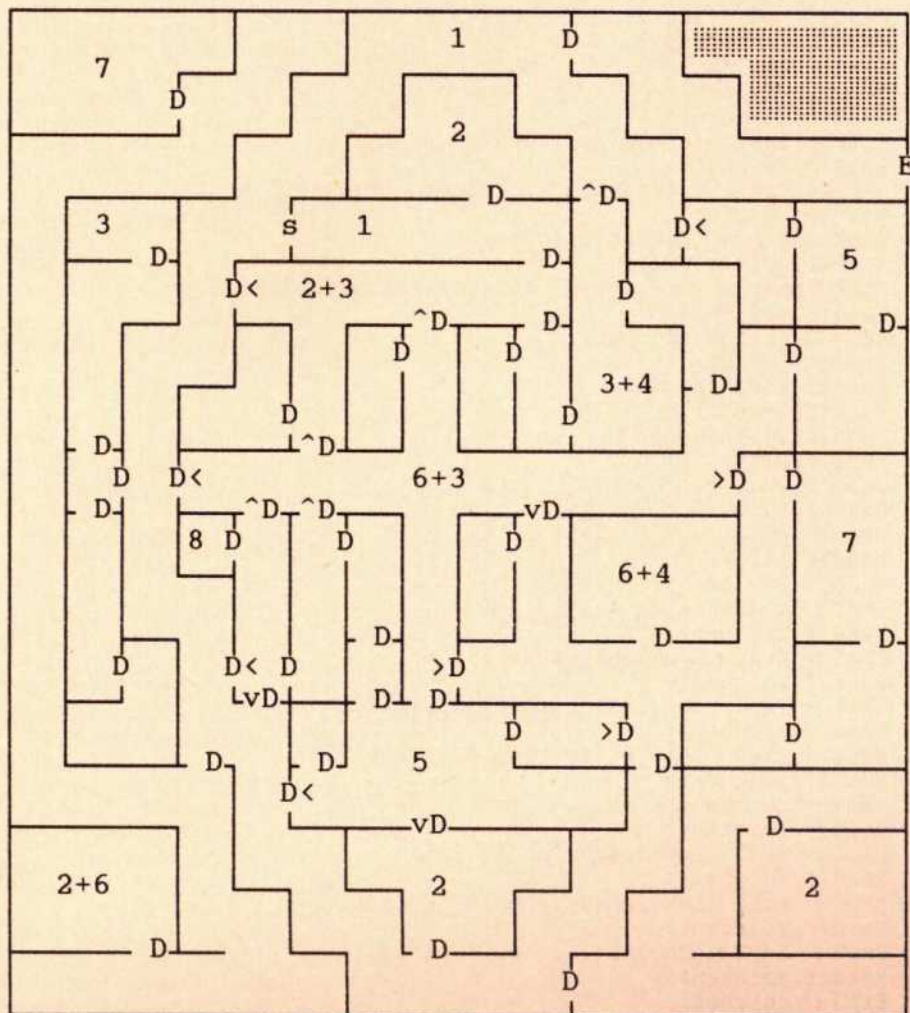 1 D
7
D
2
E
D ^D
3 s 1 D< D
D 5
D
D< 2+3 D
^D D D
D D D
3+4 D
D D
D ^D
D D< 6+3 >D D
D ^D ^D vD
8 D D D 7
6+4
D D D
D D< D >D
vD D D
D >D D
D D 5 D
D<
vD D
2+6 2 2
D D
D